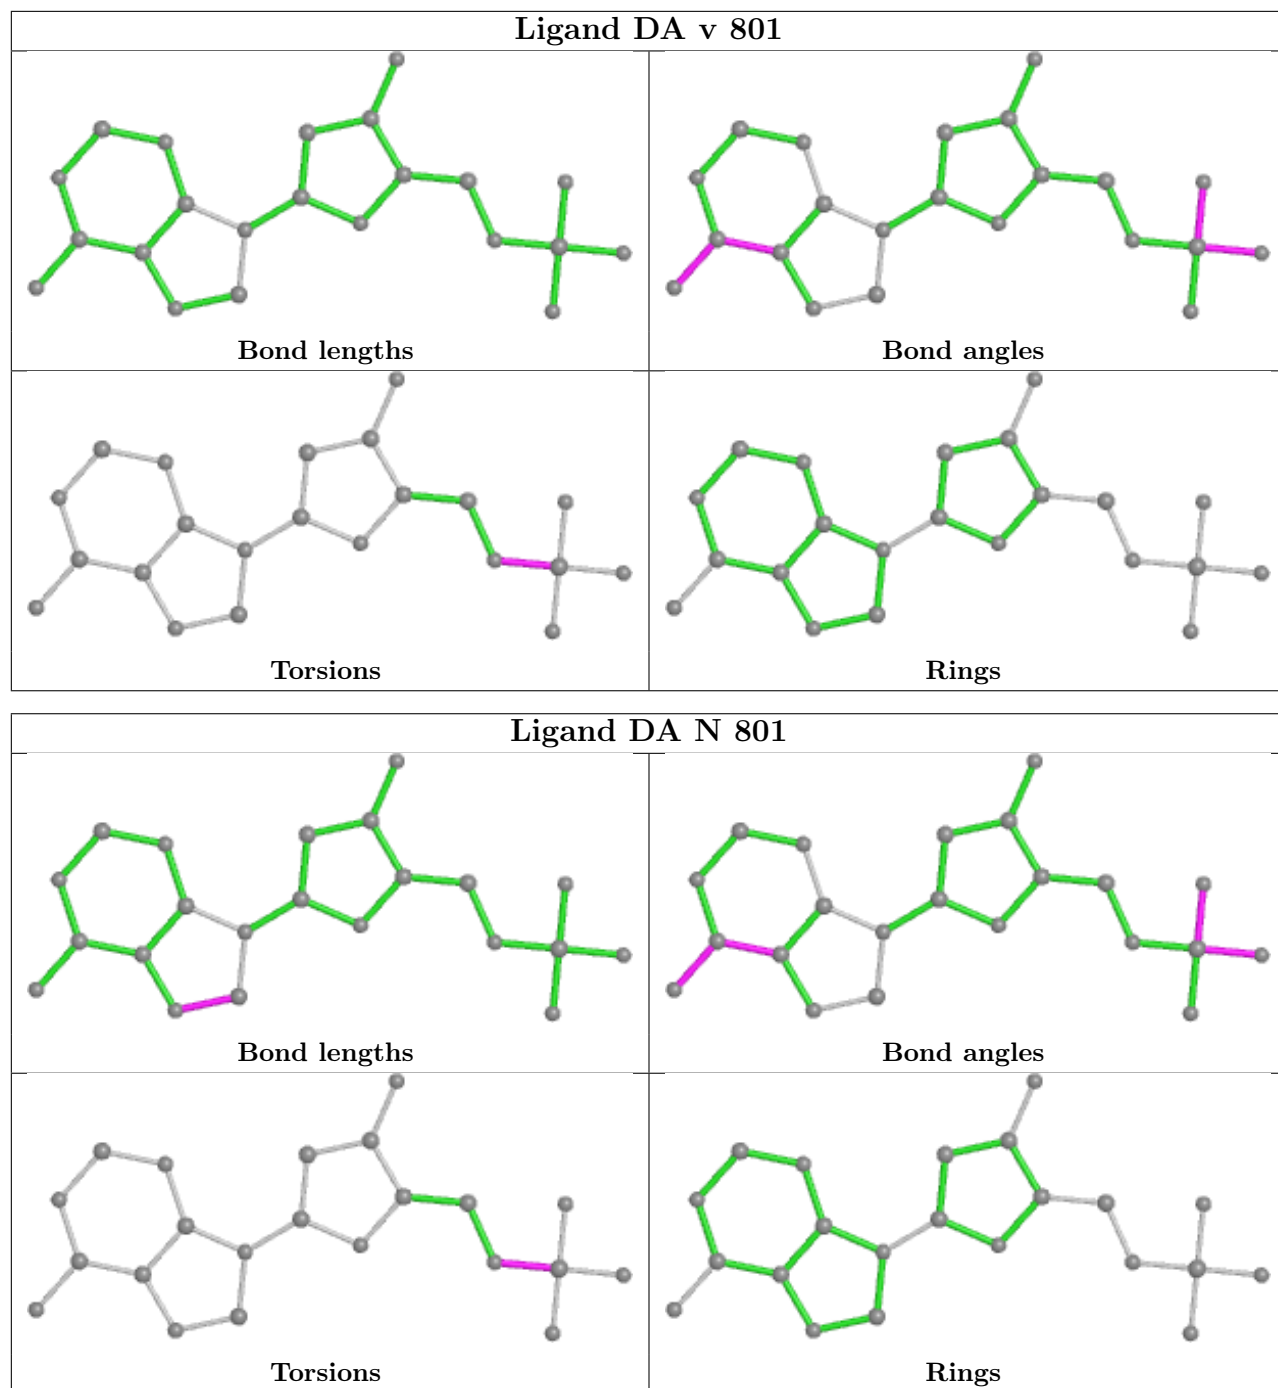 Ligand DA v 801
Bond lengths
Bond angles
Torsions
Rings
Ligand DA N 801
Bond lengths
Bond angles
Torsions
Rings